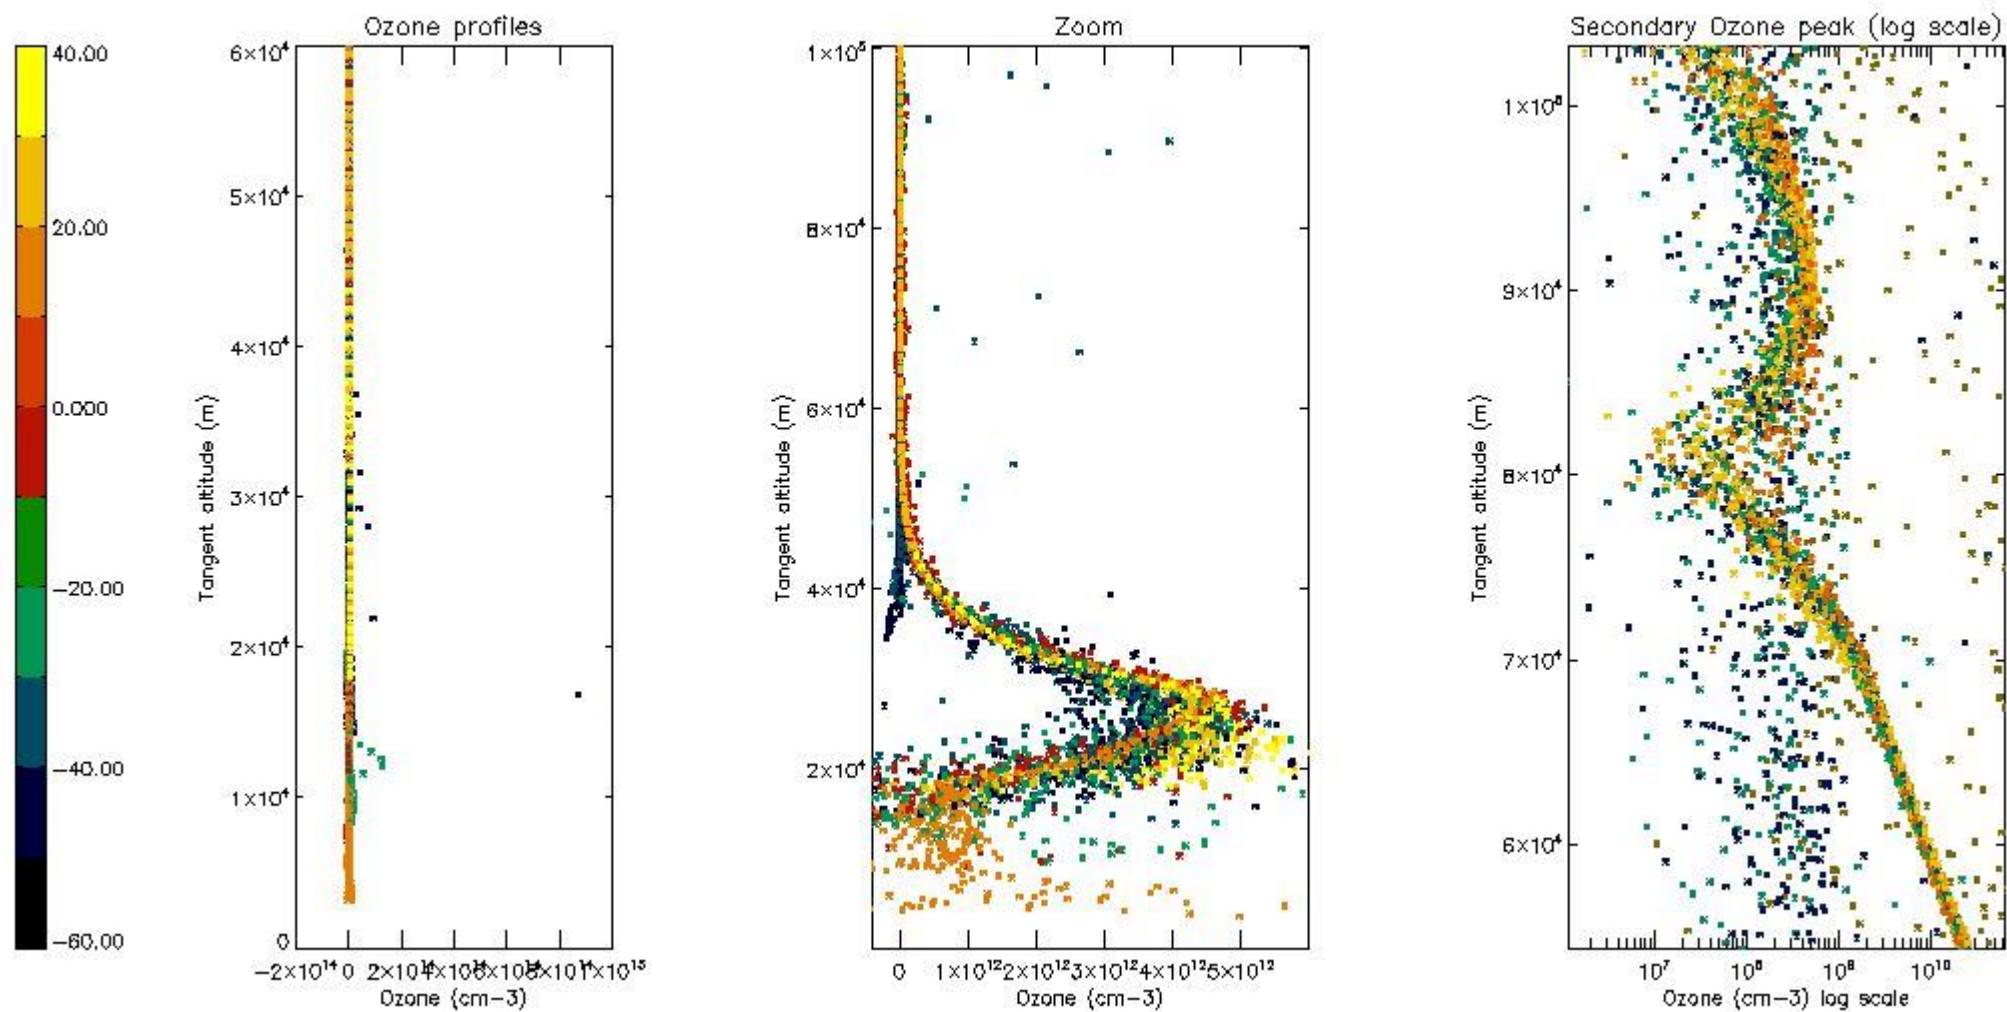 Ozone profiles
Zoom
Secondary Ozone peak (log scale)
40.00
20.00
0.000
−20.00
−40.00
−60.00
6×10⁴
5×10⁴
4×10⁴
3×10⁴
2×10⁴
1×10⁴
0
Tangent altitude (m)
−2×10¹⁴ 0
Ozone (cm−3)
1×10⁵
8×10⁴
6×10⁴
4×10⁴
2×10⁴
Tangent altitude (m)
0 1×10¹² 2×10¹² 3×10¹² 4×10¹² 5×10¹²
Ozone (cm−3)
1×10⁵
9×10⁴
8×10⁴
7×10⁴
6×10⁴
Tangent altitude (m)
10⁷ 10⁸ 10⁹ 10¹⁰
Ozone (cm−3) log scale